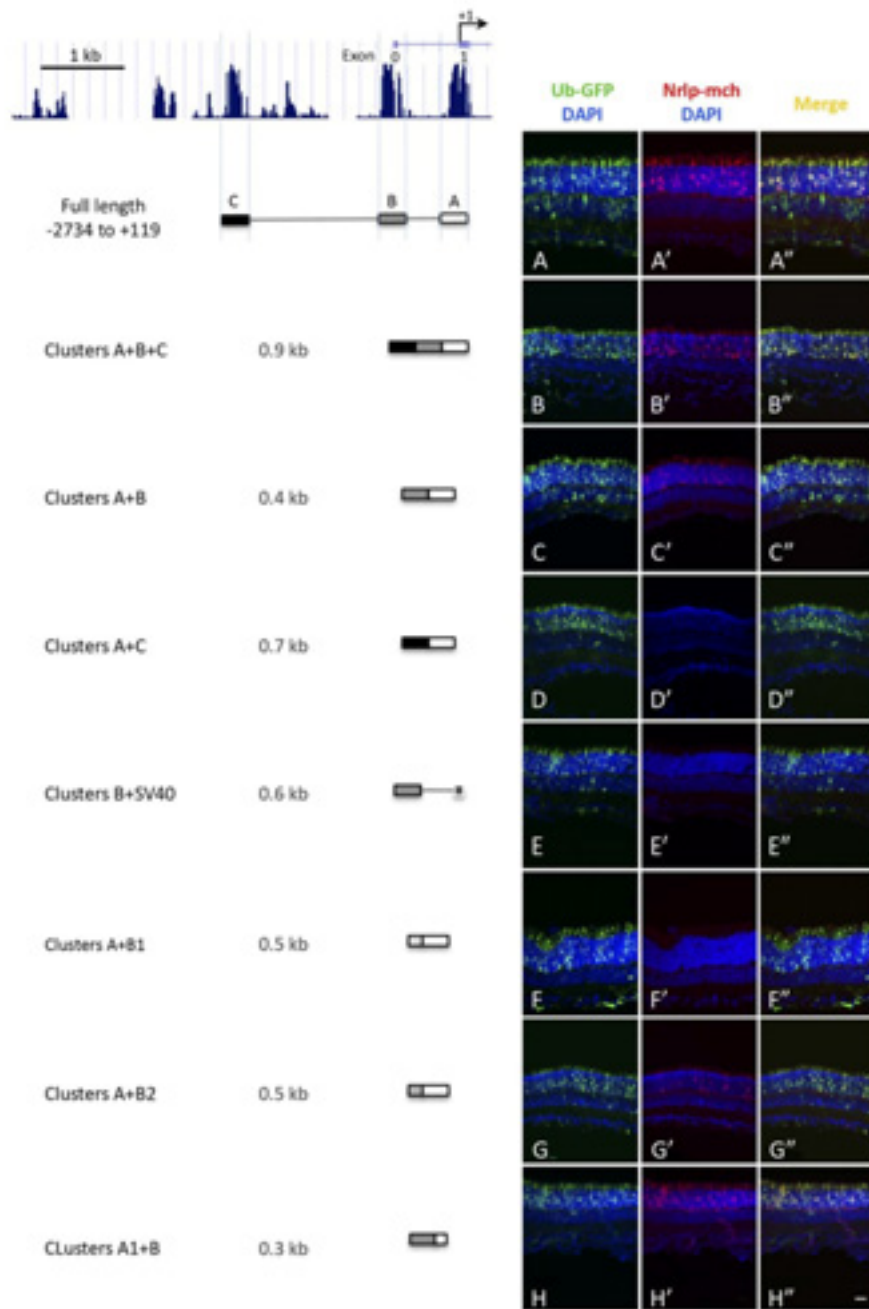 +1
1 kb
Exon
0
1
Ub-GFP
DAPI
Nrlp-mch
DAPI
Merge
Full length
-2734 to +119
C
B
A
A
A'
A"
Clusters A+B+C
0.9 kb
B
B'
B"
Clusters A+B
0.4 kb
C
C'
C"
Clusters A+C
0.7 kb
D
D'
D"
Clusters B+SV40
0.6 kb
E
E'
E"
Clusters A+B1
0.5 kb
F
F'
F"
Clusters A+B2
0.5 kb
G
G'
G"
CLusters A1+B
0.3 kb
H
H'
H"